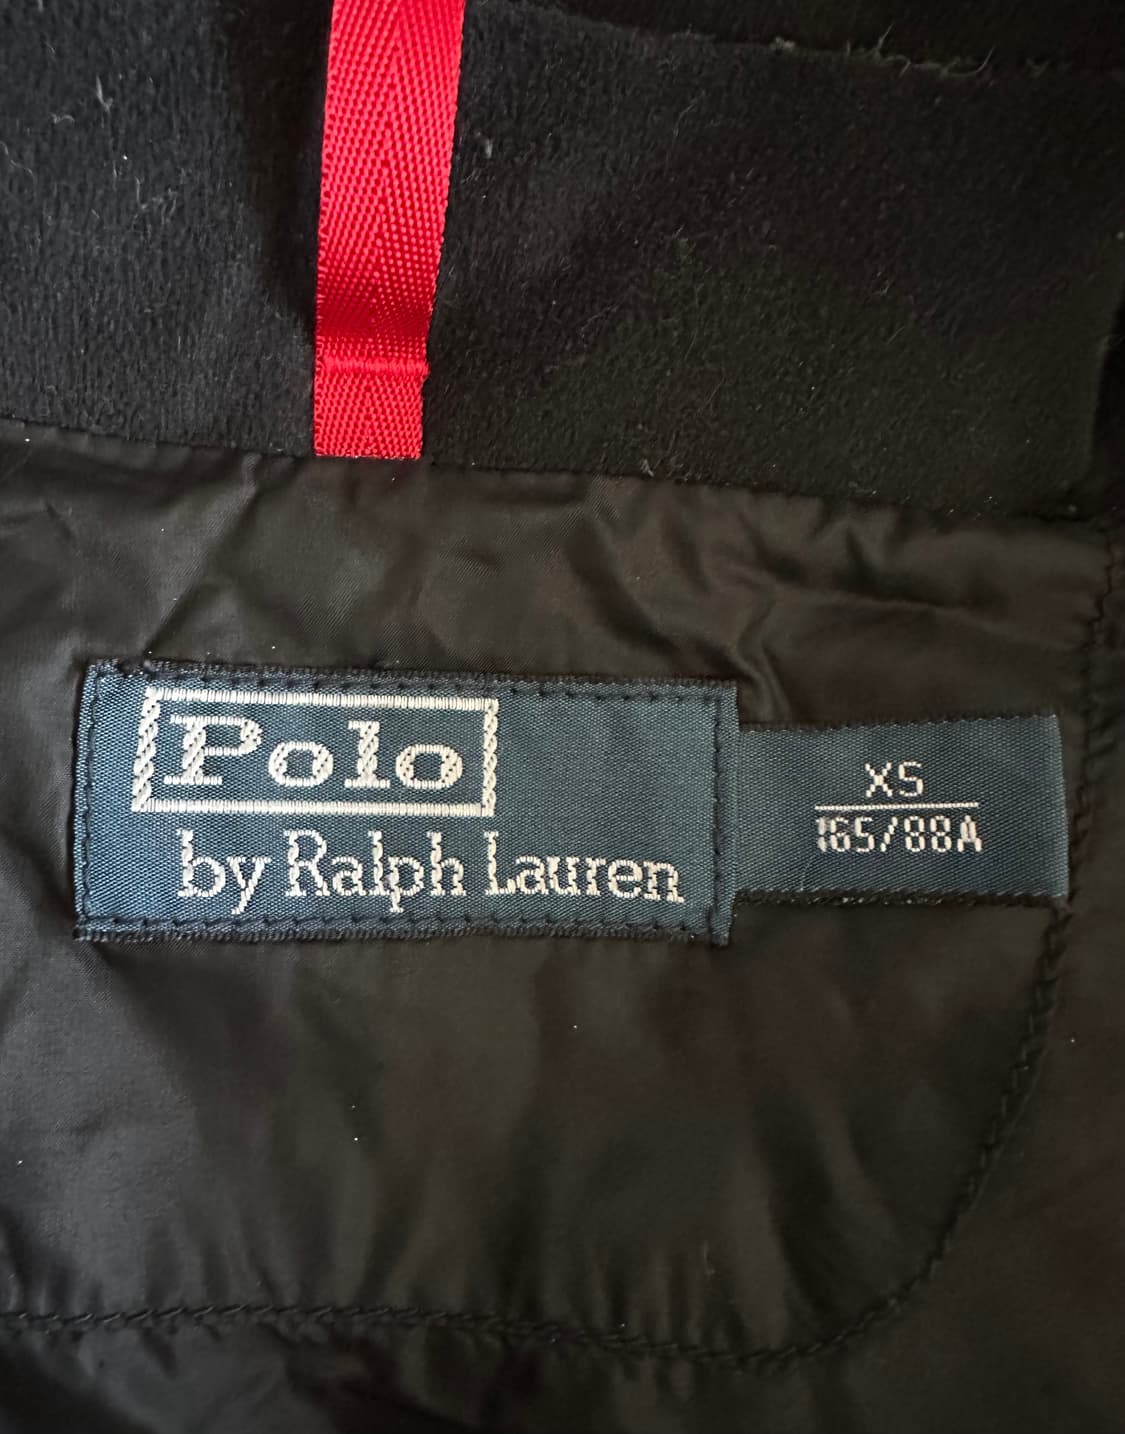 Polo
by Ralph Lauren
XS
165/88A